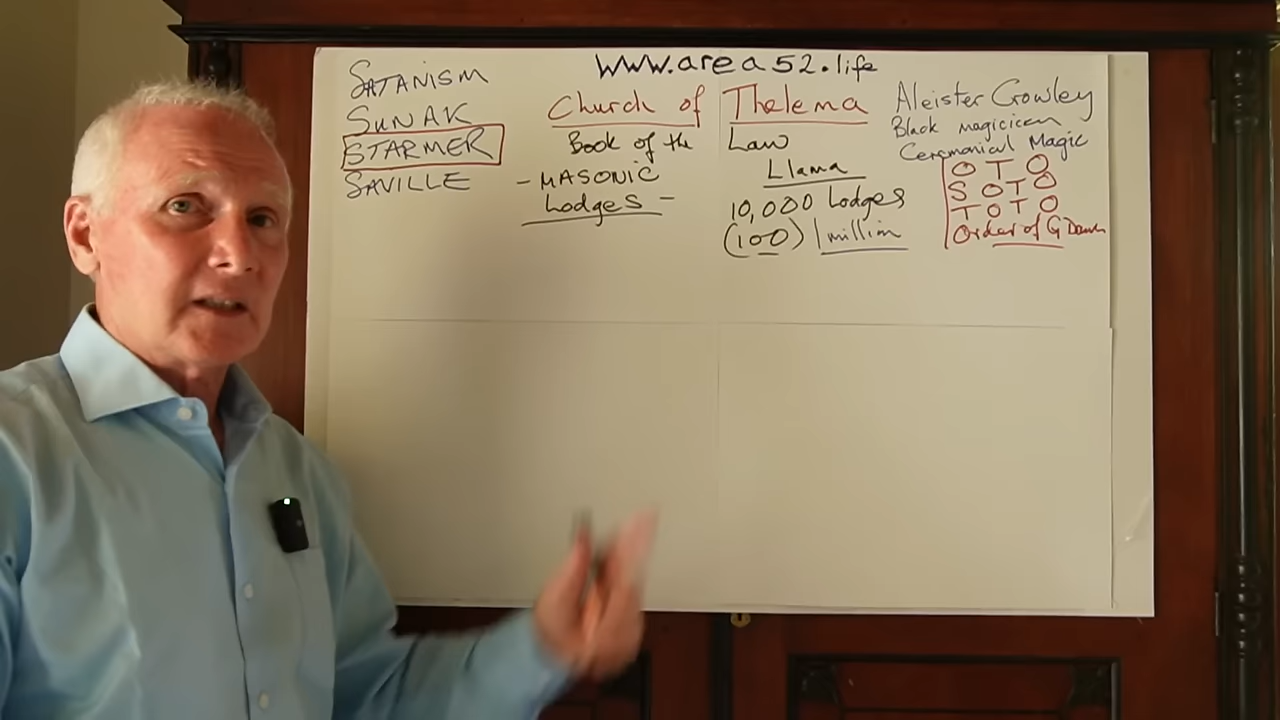 www.area52.life
SATANISM
SUNAK
STARMER
SAVILLE
Church of Thelema
Book of the Law
- MASONIC
Lodges -
Llama
10,000 Lodges
(100) 1 million
Aleister Crowley
Black magicican
Ceremonial Magic
O T O
S O T O
T O T O
Order of G Dawn